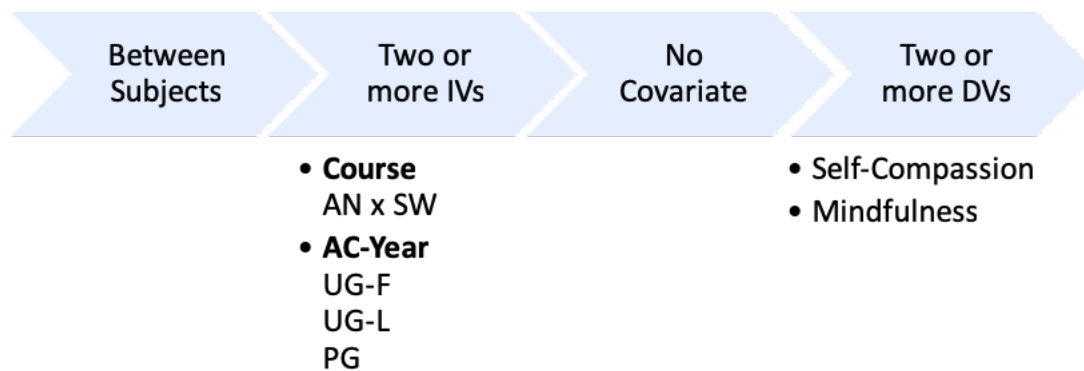 Between
Subjects
Two or
more IVs
No
Covariate
Two or
more DVs
• Course
AN x SW
• AC-Year
UG-F
UG-L
PG
• Self-Compassion
• Mindfulness